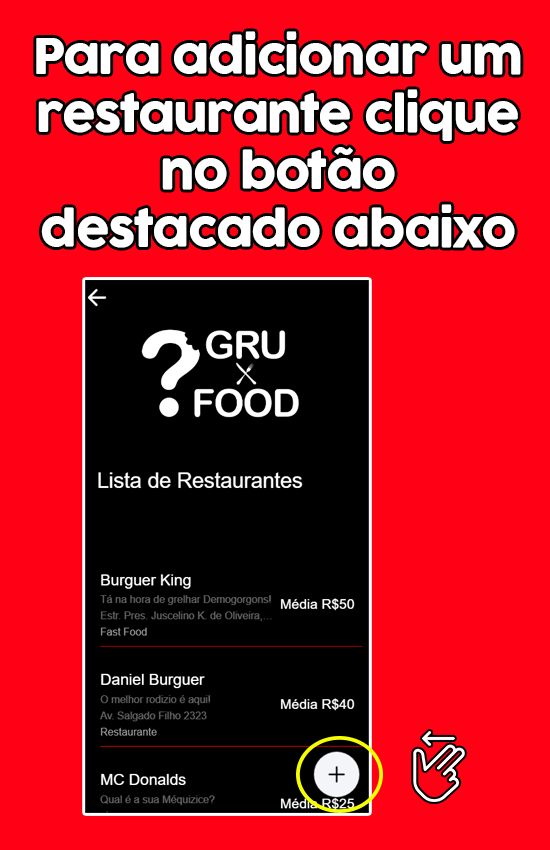 Para adicionar um
restaurante clique
no botão
destacado abaixo
GRU
FOOD
Lista de Restaurantes
Burguer King
Tá na hora de grelhar Demogorgons!
Estr. Pres. Juscelino K. de Oliveira,...
Média R$50
Fast Food
Daniel Burguer
O melhor rodizio é aqui!
Média R$40
Av. Salgado Filho 2323
Restaurante
MC Donalds
Qual é a sua Méquizice?
Média R$25